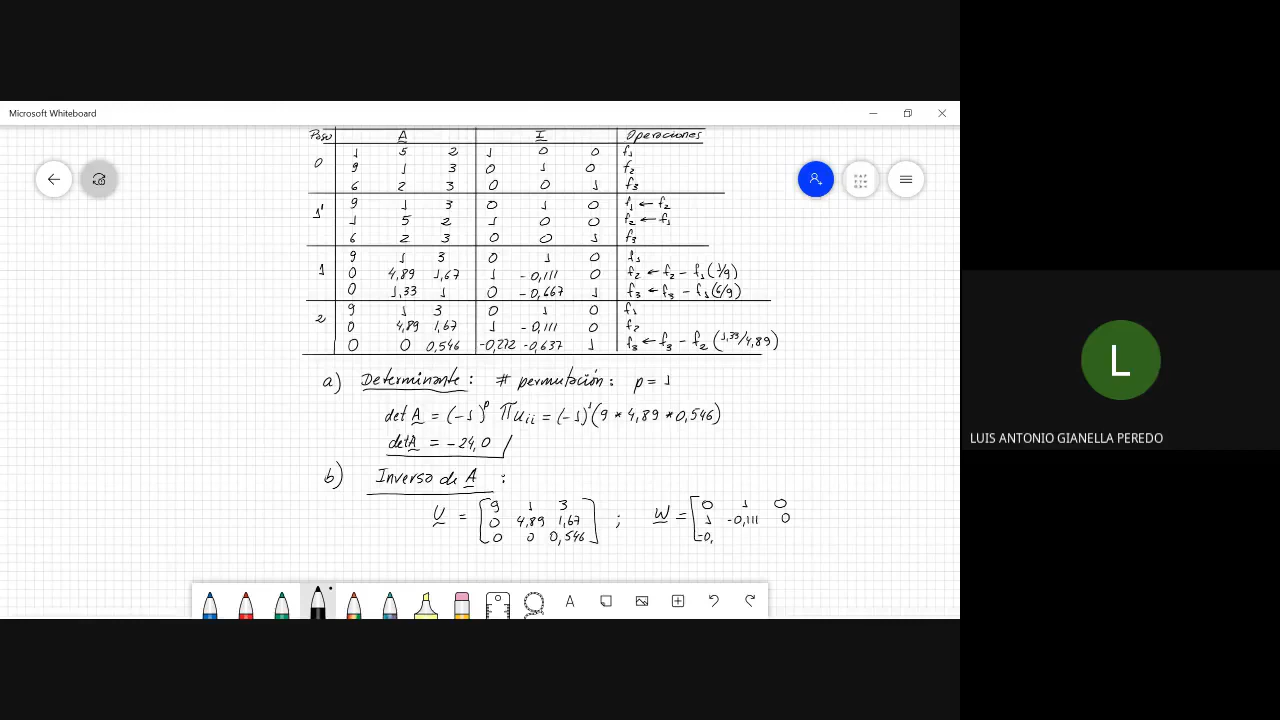 Microsoft Whiteboard
Paso A I Operaciones
0 1 5 2 1 0 0 f1
9 1 3 0 1 0 f2
6 2 3 0 0 1 f3
1' 9 1 3 0 1 0 f1 ← f2
1 5 2 1 0 0 f2 ← f1
6 2 3 0 0 1 f3
1 9 1 3 0 1 0 f1
0 4,89 1,67 1 -0,111 0 f2 ← f2 - f1(1/9)
0 1,33 1 0 -0,667 1 f3 ← f3 - f1(6/9)
2 9 1 3 0 1 0 f1
0 4,89 1,67 1 -0,111 0 f2
0 0 0,546 -0,272 -0,637 1 f3 ← f3 - f2(1,33/4,89)
a) Determinante: # permutación: p = 1
det A = (-1)^p Π uii = (-1)^1 (9 * 4,89 * 0,546)
det A = -24,0 /
b) Inverso de A :
U = [9 1 3 ; W = [0 1 0
0 4,89 1,67 1 -0,111 0
0 0 0,546] -0,
A
L
LUIS ANTONIO GIANELLA PEREDO